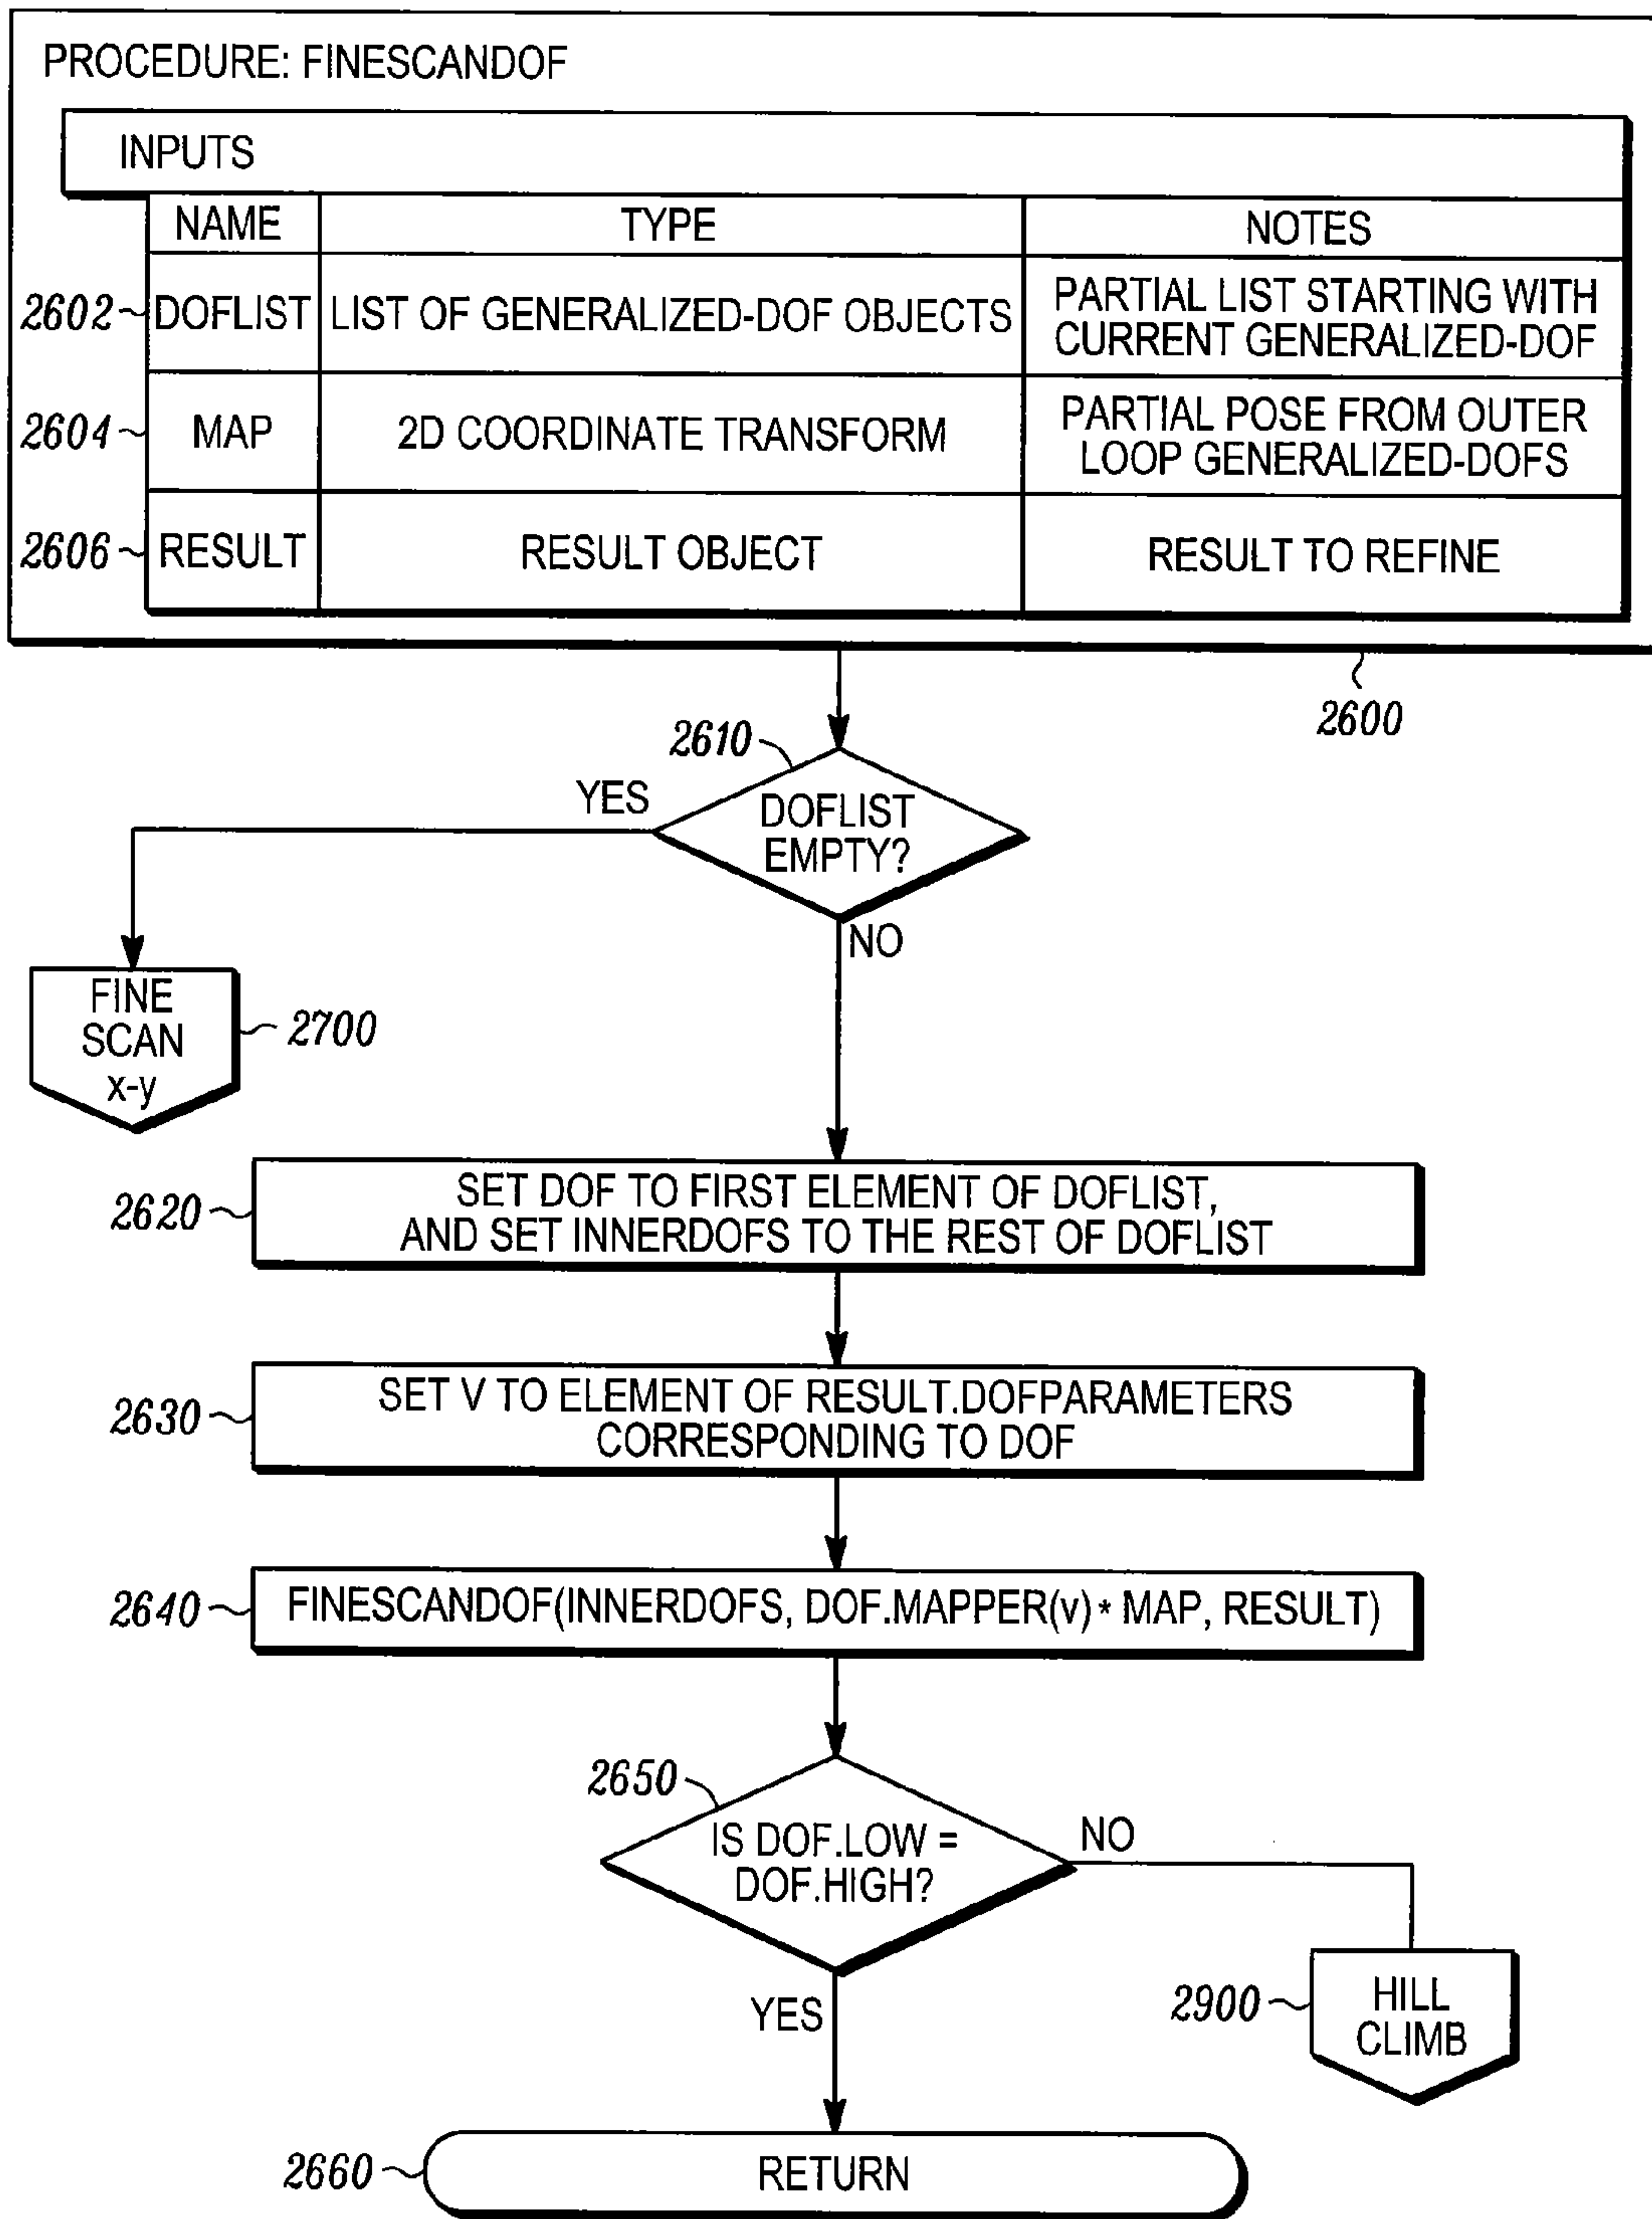 PROCEDURE: FINESCANDOF
INPUTS
NAME TYPE NOTES
2602 DOFLIST LIST OF GENERALIZED-DOF OBJECTS PARTIAL LIST STARTING WITH
CURRENT GENERALIZED-DOF
2604 MAP 2D COORDINATE TRANSFORM PARTIAL POSE FROM OUTER
LOOP GENERALIZED-DOFS
2606 RESULT RESULT OBJECT RESULT TO REFINE
2600
2610
YES
DOFLIST
EMPTY?
NO
FINE
SCAN
x-y
2700
2620
SET DOF TO FIRST ELEMENT OF DOFLIST,
AND SET INNERDOFS TO THE REST OF DOFLIST
2630
SET V TO ELEMENT OF RESULT.DOFPARAMETERS
CORRESPONDING TO DOF
2640
FINESCANDOF(INNERDOFS, DOF.MAPPER(v) * MAP, RESULT)
2650
IS DOF.LOW =
DOF.HIGH?
NO
YES
2900
HILL
CLIMB
2660
RETURN